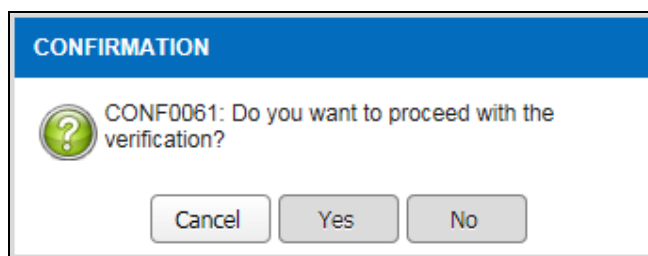 CONFIRMATION
CONF0061: Do you want to proceed with the
verification?
Cancel Yes No